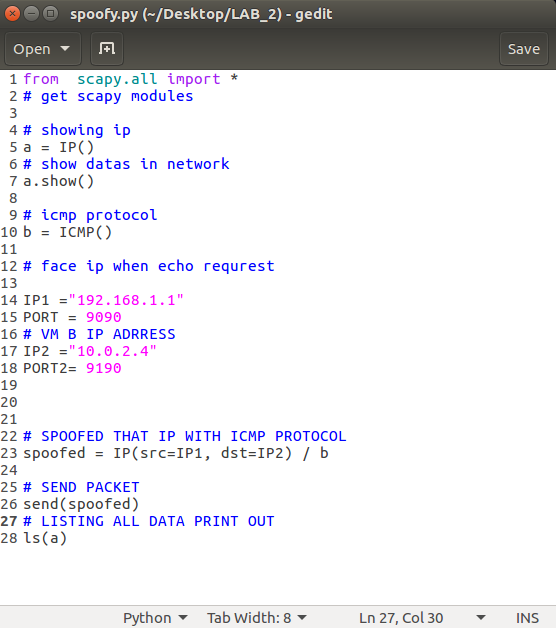 spoofy.py (~/Desktop/LAB_2) - gedit
Open Save
1 from  scapy.all import *
2 # get scapy modules
3
4 # showing ip
5 a = IP()
6 # show datas in network
7 a.show()
8
9 # icmp protocol
10 b = ICMP()
11
12 # face ip when echo requrest
13
14 IP1 ="192.168.1.1"
15 PORT = 9090
16 # VM B IP ADRRESS
17 IP2 ="10.0.2.4"
18 PORT2= 9190
19
20
21
22 # SPOOFED THAT IP WITH ICMP PROTOCOL
23 spoofed = IP(src=IP1, dst=IP2) / b
24
25 # SEND PACKET
26 send(spoofed)
27 # LISTING ALL DATA PRINT OUT
28 ls(a)
Python Tab Width: 8 Ln 27, Col 30 INS